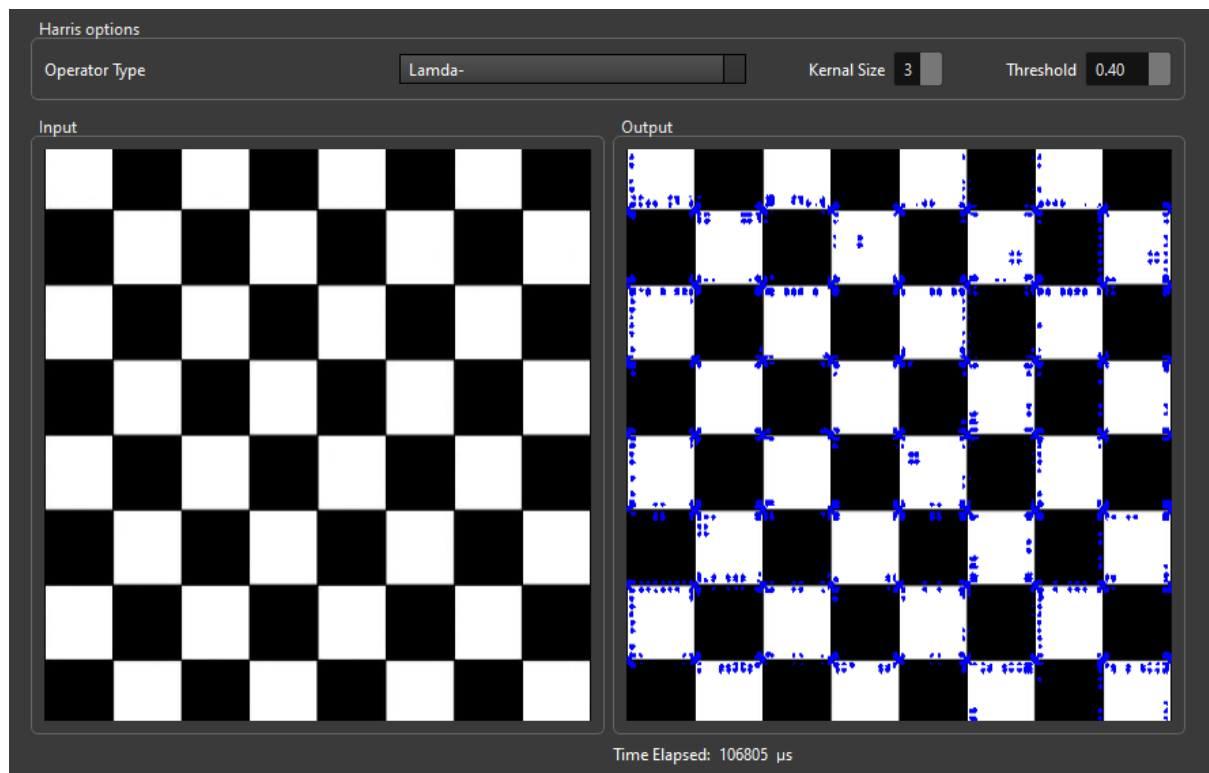 Harris options
Operator Type Lamda- Kernal Size 3 Threshold 0.40
Input Output
Time Elapsed: 106805 µs